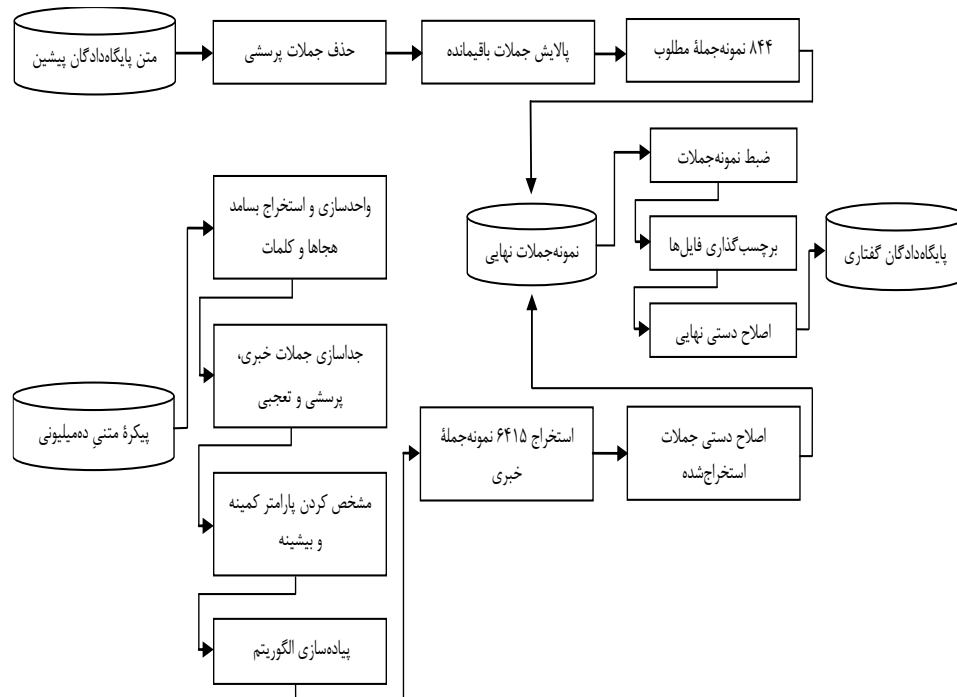 متن پایگاه‌دادگان پیشین
حذف جملات پرسشی
پالایش جملات باقیمانده
۸۴۴ نمونه‌جملهٔ مطلوب
ضبط نمونه‌جملات
واحدسازی و استخراج بسامد
هجاها و کلمات
نمونه‌جملات نهایی
برچسب‌گذاری فایل‌ها
پایگاه‌دادگان گفتاری
اصلاح دستی نهایی
جداسازی جملات خبری،
پرسشی و تعجبی
پیکرهٔ متنیِ ده‌میلیونی
استخراج ۶۴۱۵ نمونه‌جملهٔ
خبری
اصلاح دستی جملات
استخراج‌شده
مشخص کردن پارامتر کمینه
و بیشینه
پیاده‌سازی الگوریتم